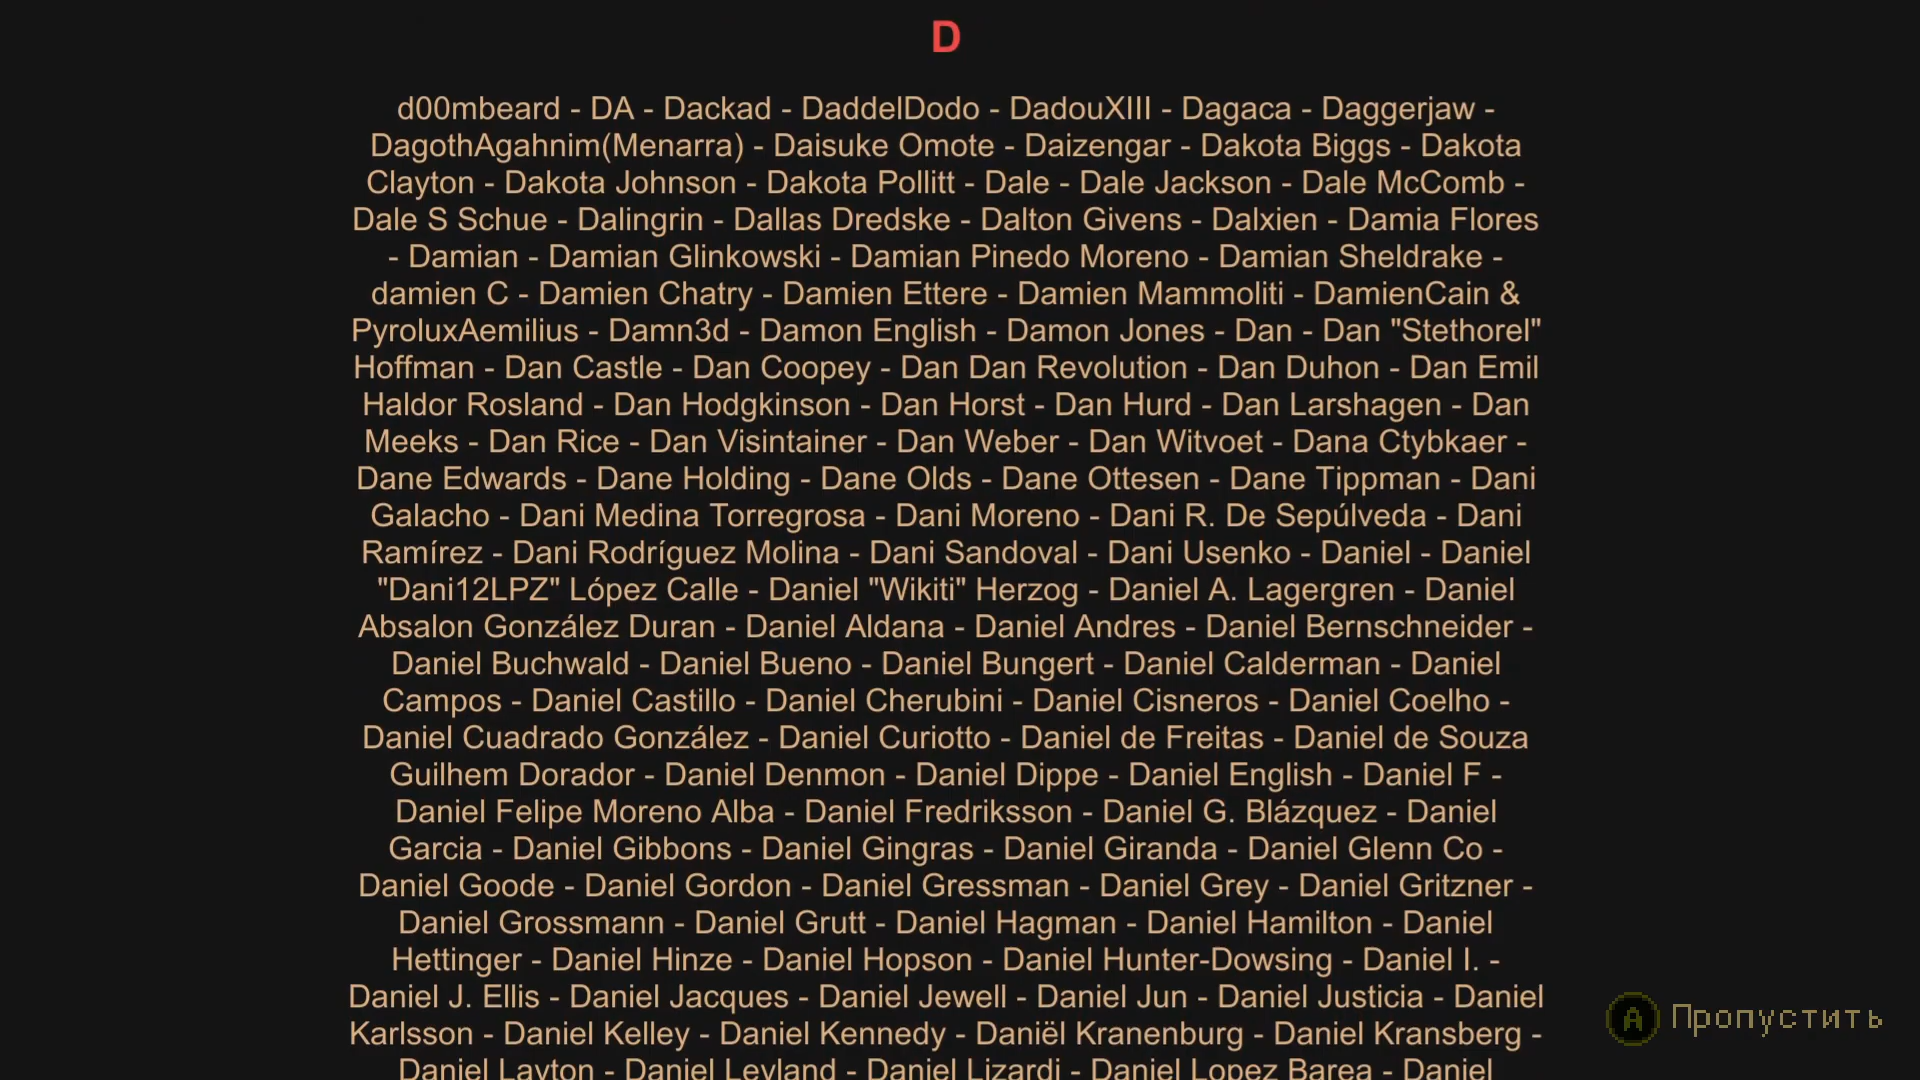 D
d00mbeard - DA - Dackad - DaddelDodo - DadouXIII - Dagaca - Daggerjaw -
DagothAgahnim(Menarra) - Daisuke Omote - Daizengar - Dakota Biggs - Dakota
Clayton - Dakota Johnson - Dakota Pollitt - Dale - Dale Jackson - Dale McComb -
Dale S Schue - Dalingrin - Dallas Dredske - Dalton Givens - Dalxien - Damia Flores
- Damian - Damian Glinkowski - Damian Pinedo Moreno - Damian Sheldrake -
damien C - Damien Chatry - Damien Ettere - Damien Mammoliti - DamienCain &
PyroluxAemilius - Damn3d - Damon English - Damon Jones - Dan - Dan "Stethorel"
Hoffman - Dan Castle - Dan Coopey - Dan Dan Revolution - Dan Duhon - Dan Emil
Haldor Rosland - Dan Hodgkinson - Dan Horst - Dan Hurd - Dan Larshagen - Dan
Meeks - Dan Rice - Dan Visintainer - Dan Weber - Dan Witvoet - Dana Ctybkaer -
Dane Edwards - Dane Holding - Dane Olds - Dane Ottesen - Dane Tippman - Dani
Galacho - Dani Medina Torregrosa - Dani Moreno - Dani R. De Sepúlveda - Dani
Ramírez - Dani Rodríguez Molina - Dani Sandoval - Dani Usenko - Daniel - Daniel
"Dani12LPZ" López Calle - Daniel "Wikiti" Herzog - Daniel A. Lagergren - Daniel
Absalon González Duran - Daniel Aldana - Daniel Andres - Daniel Bernschneider -
Daniel Buchwald - Daniel Bueno - Daniel Bungert - Daniel Calderman - Daniel
Campos - Daniel Castillo - Daniel Cherubini - Daniel Cisneros - Daniel Coelho -
Daniel Cuadrado González - Daniel Curiotto - Daniel de Freitas - Daniel de Souza
Guilhem Dorador - Daniel Denmon - Daniel Dippe - Daniel English - Daniel F -
Daniel Felipe Moreno Alba - Daniel Fredriksson - Daniel G. Blázquez - Daniel
Garcia - Daniel Gibbons - Daniel Gingras - Daniel Giranda - Daniel Glenn Co -
Daniel Goode - Daniel Gordon - Daniel Gressman - Daniel Grey - Daniel Gritzner -
Daniel Grossmann - Daniel Grutt - Daniel Hagman - Daniel Hamilton - Daniel
Hettinger - Daniel Hinze - Daniel Hopson - Daniel Hunter-Dowsing - Daniel I. -
Daniel J. Ellis - Daniel Jacques - Daniel Jewell - Daniel Jun - Daniel Justicia - Daniel
Karlsson - Daniel Kelley - Daniel Kennedy - Daniël Kranenburg - Daniel Kransberg -
Daniel Layton - Daniel Leyland - Daniel Lizardi - Daniel Lopez Barea - Daniel
A Пропустить